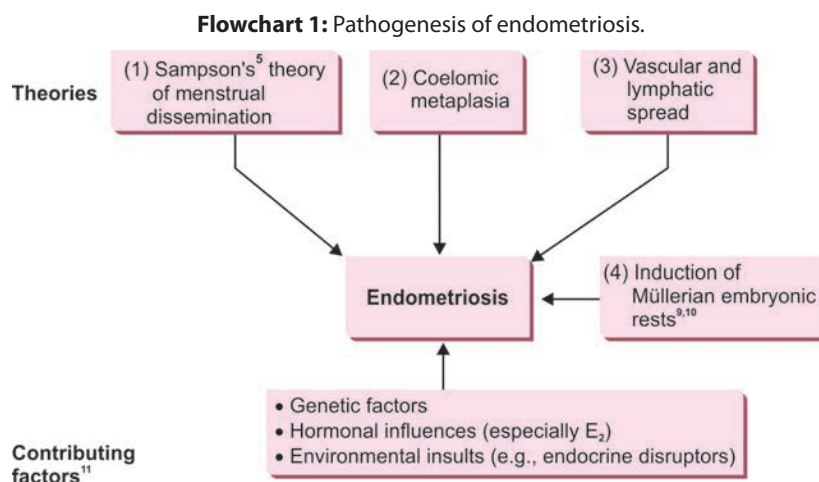 Flowchart 1: Pathogenesis of endometriosis.
Theories
(1) Sampson's⁵ theory
of menstrual
dissemination
(2) Coelomic
metaplasia
(3) Vascular and
lymphatic
spread
Endometriosis
(4) Induction of
Müllerian embryonic
rests⁹,¹⁰
• Genetic factors
• Hormonal influences (especially E₂)
• Environmental insults (e.g., endocrine disruptors)
Contributing
factors¹¹